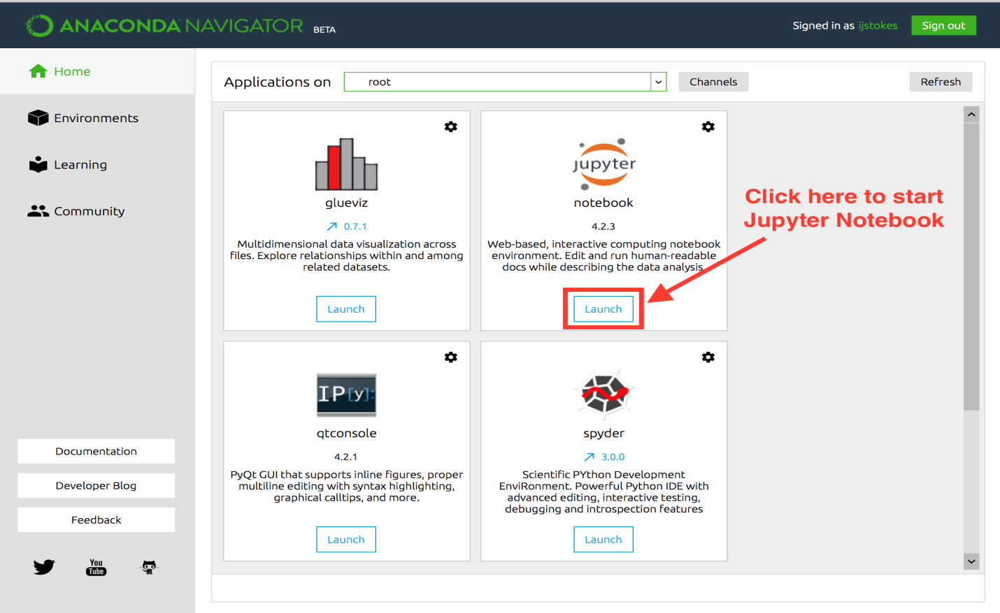 ANACONDA NAVIGATOR BETA
Signed in as ijstokes
Sign out
Home
Environments
Learning
Community
Documentation
Developer Blog
Feedback
You
Tube
Applications on
root
Channels
Refresh
glueviz
0.7.1
Multidimensional data visualization across
files. Explore relationships within and among
related datasets.
Launch
jupyter
notebook
4.2.3
Web-based, interactive computing notebook
environment. Edit and run human-readable
docs while describing the data analysis.
Launch
Click here to start
Jupyter Notebook
IP[y]:
qtconsole
4.2.1
PyQt GUI that supports inline figures, proper
multiline editing with syntax highlighting,
graphical calltips, and more.
Launch
spyder
3.0.0
Scientific PYthon Development
EnviRonment. Powerful Python IDE with
advanced editing, interactive testing,
debugging and introspection features
Launch